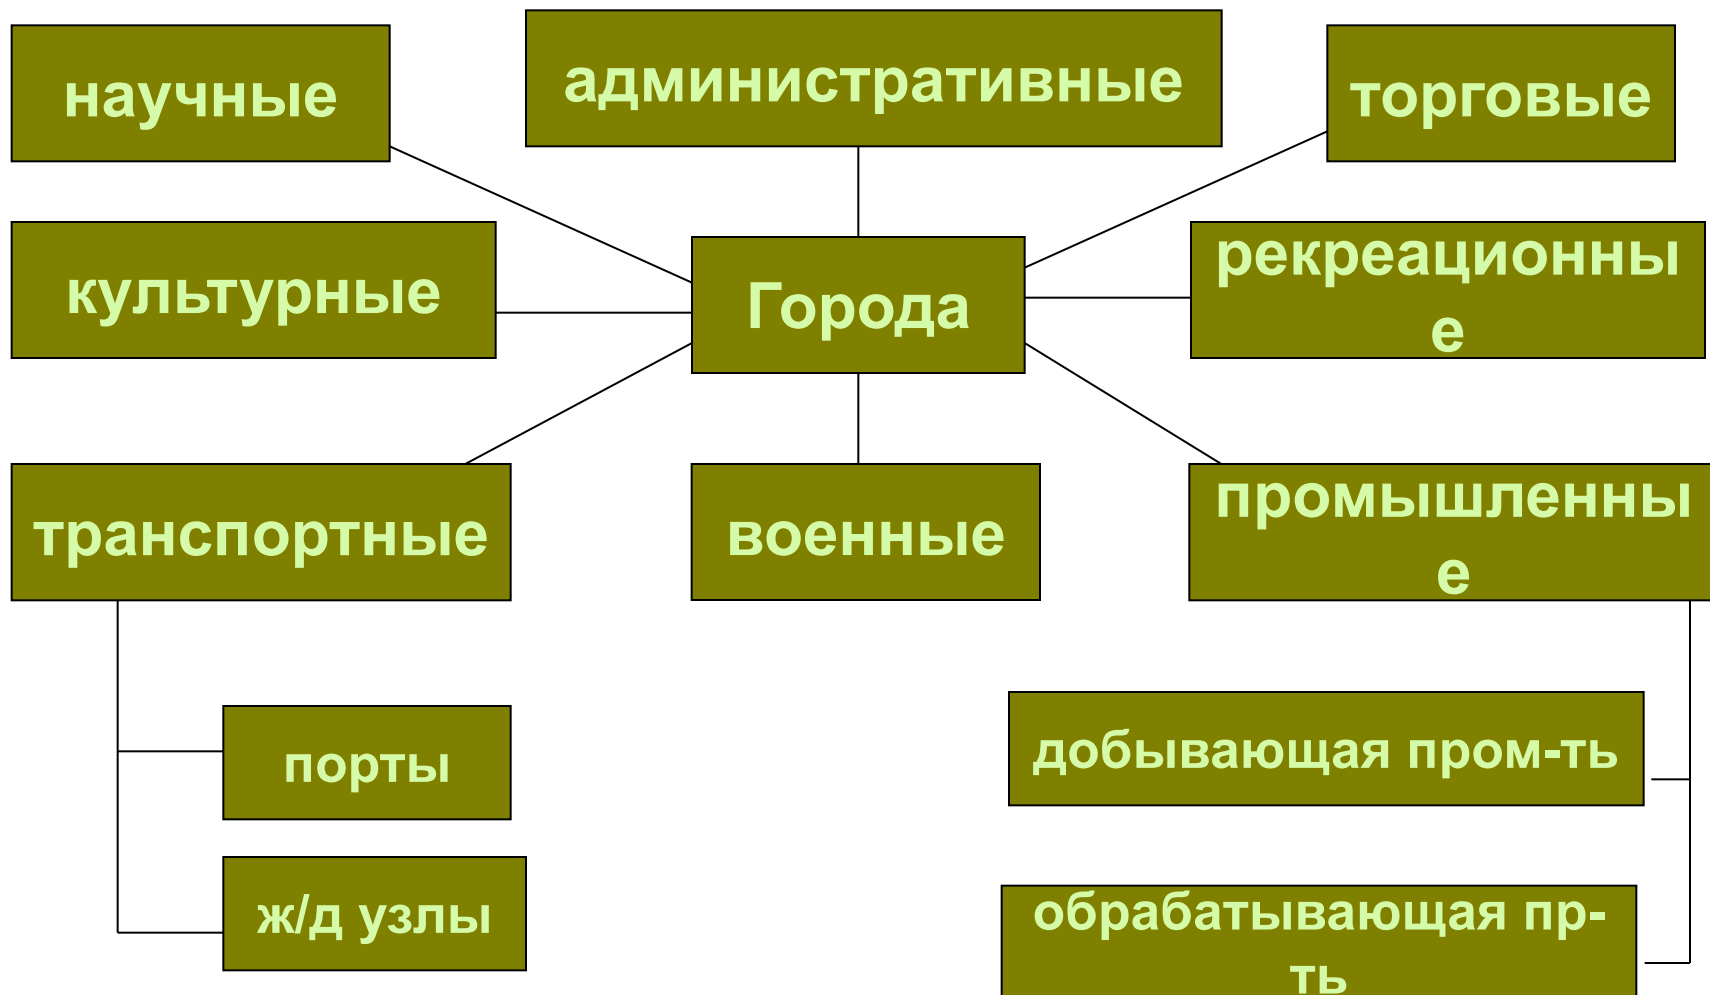 научные
административные
торговые
культурные
Города
рекреационны
е
транспортные
военные
промышленны
е
порты
добывающая пром-ть
ж/д узлы
обрабатывающая пр-
ть